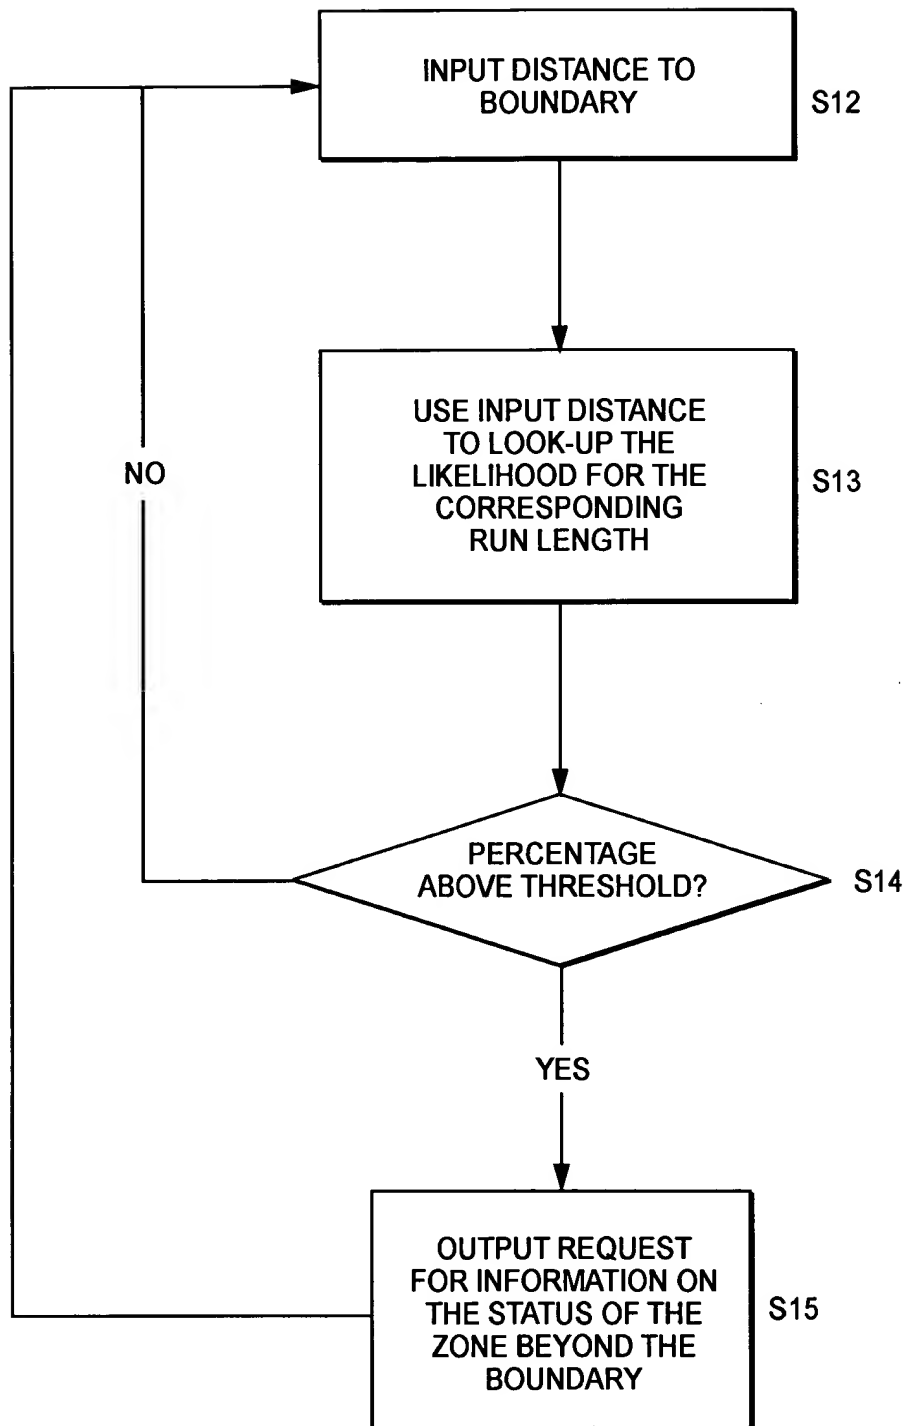 INPUT DISTANCE TO
BOUNDARY
S12
USE INPUT DISTANCE
TO LOOK-UP THE
LIKELIHOOD FOR THE
CORRESPONDING
RUN LENGTH
S13
NO
PERCENTAGE
ABOVE THRESHOLD?
S14
YES
OUTPUT REQUEST
FOR INFORMATION ON
THE STATUS OF THE
ZONE BEYOND THE
BOUNDARY
S15